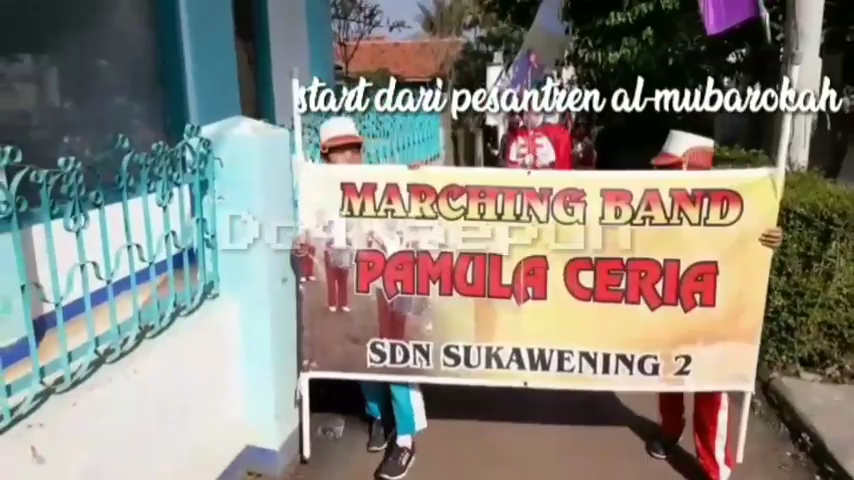 start dari pesantren al-mubarokah
MARCHING BAND
PAMULA CERIA
SDN SUKAWENING 2